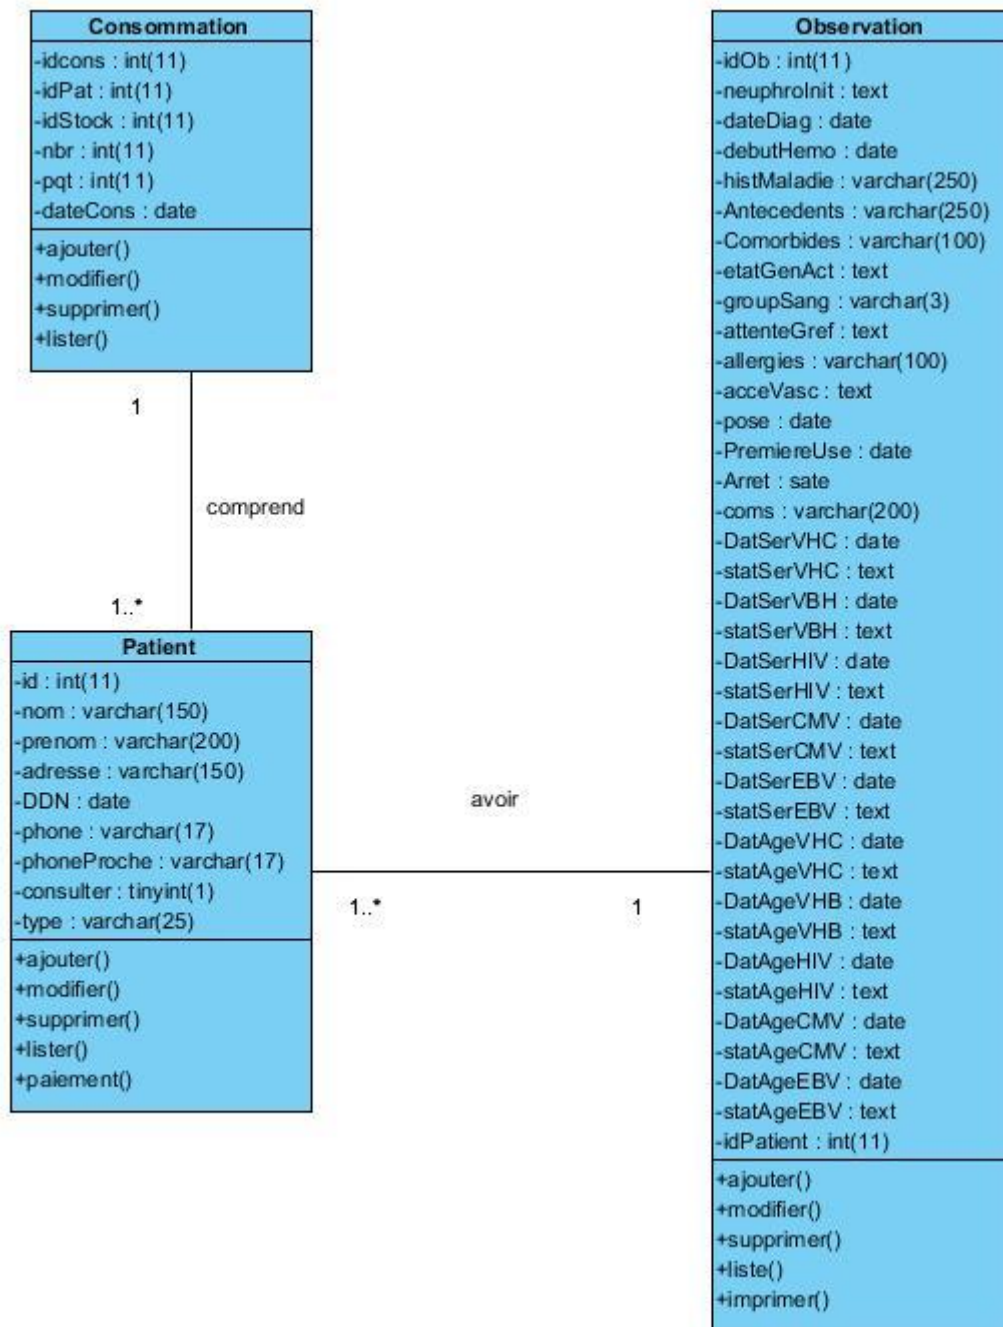 Consommation
-idcons : int(11)
-idPat : int(11)
-idStock : int(11)
-nbr : int(11)
-pqt : int(11)
-dateCons : date
+ajouter()
+modifier()
+supprimer()
+lister()
1
comprend
1..*
Patient
-id : int(11)
-nom : varchar(150)
-prenom : varchar(200)
-adresse : varchar(150)
-DDN : date
-phone : varchar(17)
-phoneProche : varchar(17)
-consulter : tinyint(1)
-type : varchar(25)
+ajouter()
+modifier()
+supprimer()
+lister()
+paiement()
avoir
1..*
1
Observation
-idOb : int(11)
-neuphroInit : text
-dateDiag : date
-debutHemo : date
-histMaladie : varchar(250)
-Antecedents : varchar(250)
-Comorbides : varchar(100)
-etatGenAct : text
-groupSang : varchar(3)
-attenteGref : text
-allergies : varchar(100)
-acceVasc : text
-pose : date
-PremiereUse : date
-Arret : sate
-coms : varchar(200)
-DatSerVHC : date
-statSerVHC : text
-DatSerVBH : date
-statSerVBH : text
-DatSerHIV : date
-statSerHIV : text
-DatSerCMV : date
-statSerCMV : text
-DatSerEBV : date
-statSerEBV : text
-DatAgeVHC : date
-statAgeVHC : text
-DatAgeVHB : date
-statAgeVHB : text
-DatAgeHIV : date
-statAgeHIV : text
-DatAgeCMV : date
-statAgeCMV : text
-DatAgeEBV : date
-statAgeEBV : text
-idPatient : int(11)
+ajouter()
+modifier()
+supprimer()
+liste()
+imprimer()